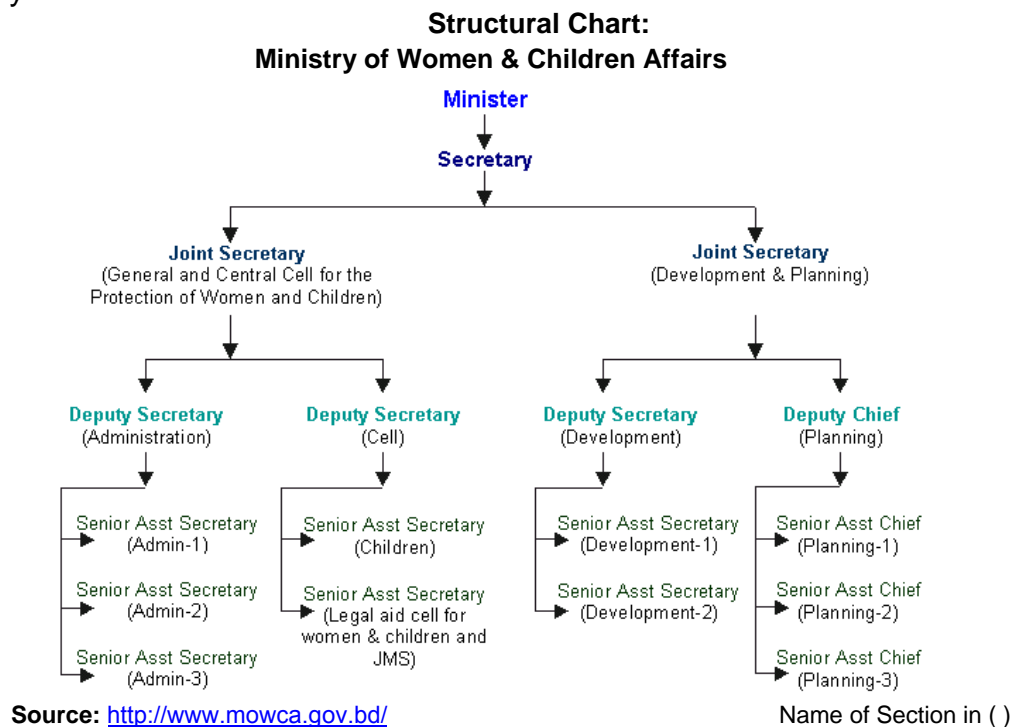 y
Structural Chart:
Ministry of Women & Children Affairs
Minister
Secretary
Joint Secretary
(General and Central Cell for the
Protection of Women and Children)
Joint Secretary
(Development & Planning)
Deputy Secretary
(Administration)
Deputy Secretary
(Cell)
Deputy Secretary
(Development)
Deputy Chief
(Planning)
Senior Asst Secretary
(Admin-1)
Senior Asst Secretary
(Admin-2)
Senior Asst Secretary
(Admin-3)
Senior Asst Secretary
(Children)
Senior Asst Secretary
(Legal aid cell for
women & children and
JMS)
Senior Asst Secretary
(Development-1)
Senior Asst Secretary
(Development-2)
Senior Asst Chief
(Planning-1)
Senior Asst Chief
(Planning-2)
Senior Asst Chief
(Planning-3)
Source: http://www.mowca.gov.bd/
Name of Section in ( )